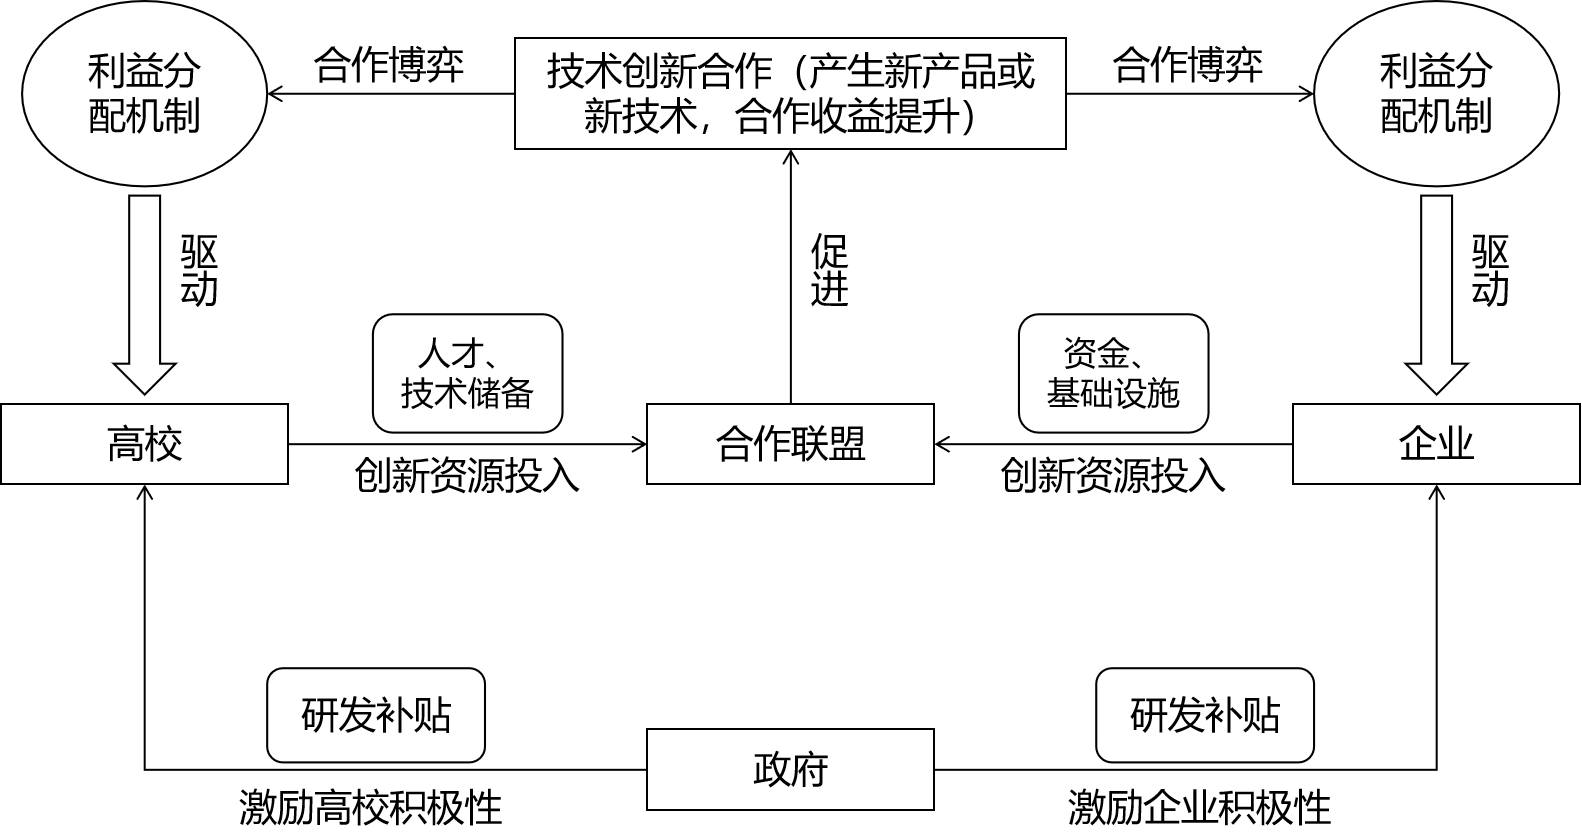 利益分
配机制
合作博弈
技术创新合作（产生新产品或
新技术，合作收益提升）
合作博弈
利益分
配机制
驱动
促进
驱动
人才、
技术储备
资金、
基础设施
高校
合作联盟
企业
创新资源投入
创新资源投入
研发补贴
研发补贴
政府
激励高校积极性
激励企业积极性